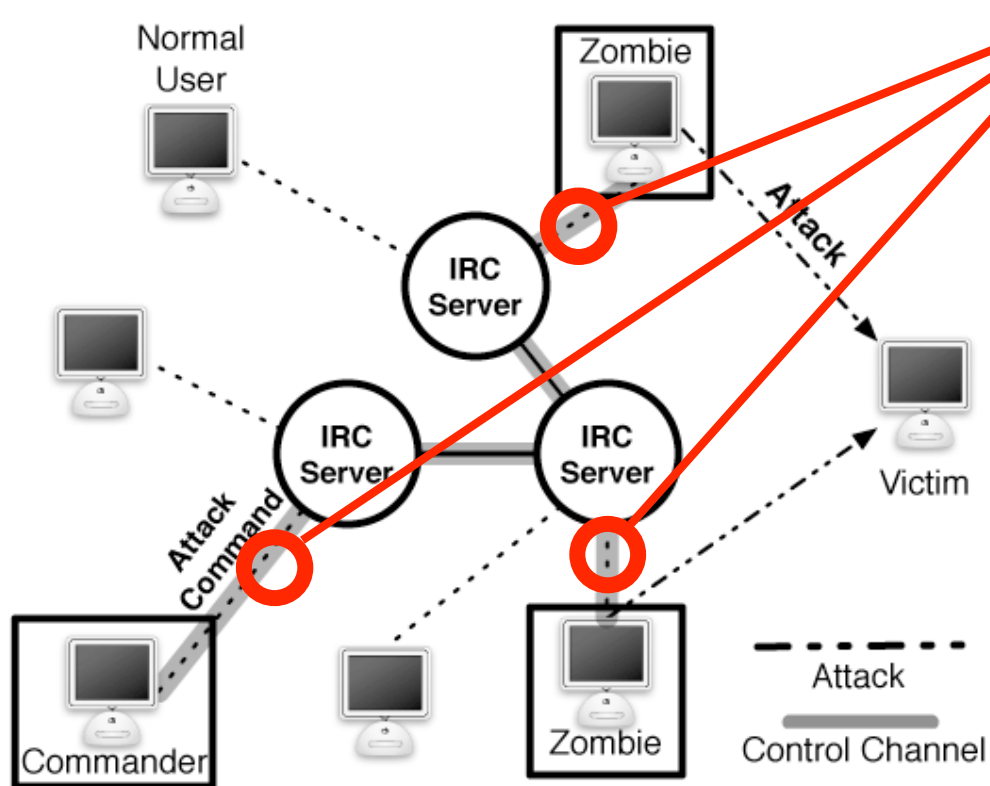 Normal
User
Zombie
Attack
IRC
Server
IRC
Server
IRC
Server
Victim
Attack
Command
Commander
Zombie
Attack
Control Channel